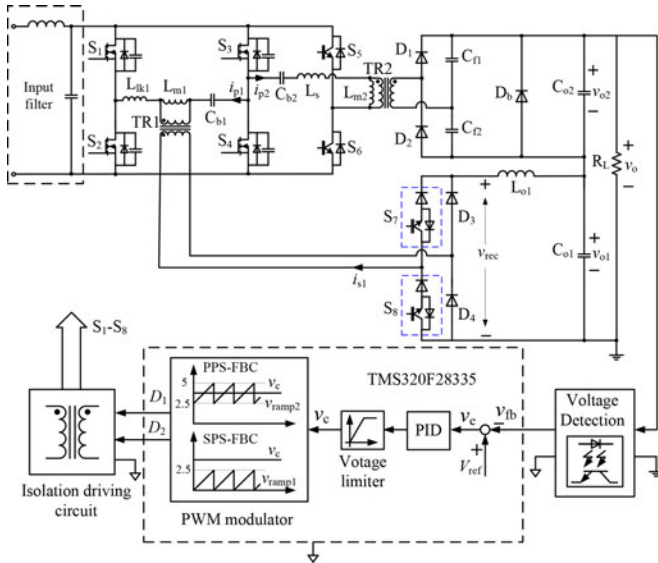 Input
filter
S1
S2
S3
S4
S5
S6
Llk1
Lm1
TR1
Cb1
ip1
ip2
Cb2
Ls
Lm2
TR2
D1
D2
Cf1
Cf2
Db
Co2
+
vo2
−
RL
+
vo
−
S7
S8
D3
D4
+
vrec
−
Lo1
Co1
+
vo1
−
is1
S1-S8
Isolation driving
circuit
D1
D2
PPS-FBC
5
2.5
vc
vramp2
SPS-FBC
2.5
vc
vramp1
PWM modulator
vc
Votage
limiter
PID
vc
−
vfb
+
Vref
TMS320F28335
Voltage
Detection